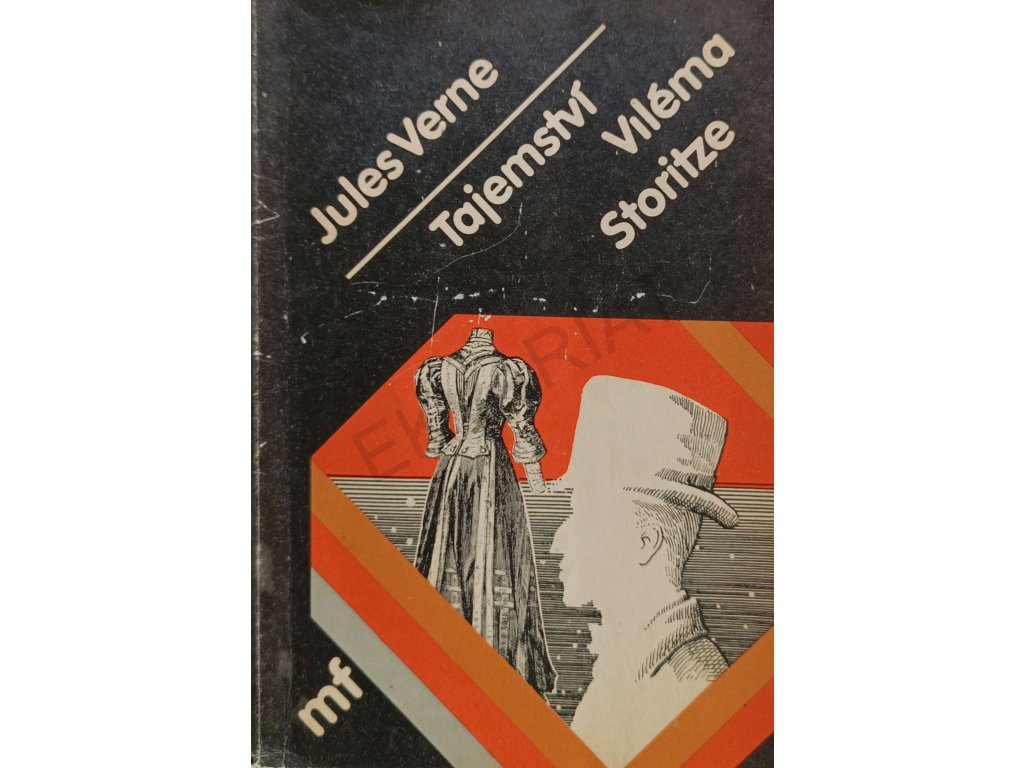 Jules Verne
Tajemství
Viléma
Storitze
mf